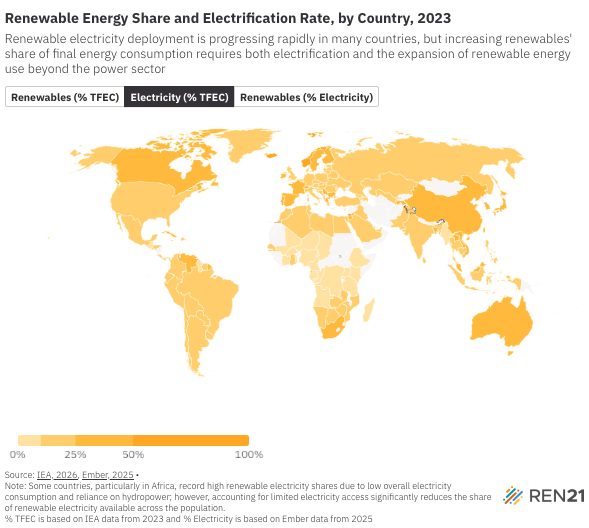 Renewable Energy Share and Electrification Rate, by Country, 2023
Renewable electricity deployment is progressing rapidly in many countries, but increasing renewables'
share of final energy consumption requires both electrification and the expansion of renewable energy
use beyond the power sector
Renewables (% TFEC) Electricity (% TFEC) Renewables (% Electricity)
0% 25% 50% 100%
Source: IEA, 2026, Ember, 2025 •
Note: Some countries, particularly in Africa, record high renewable electricity shares due to low overall electricity
consumption and reliance on hydropower; however, accounting for limited electricity access significantly reduces the share
of renewable electricity available across the population.
% TFEC is based on IEA data from 2023 and % Electricity is based on Ember data from 2025
REN21